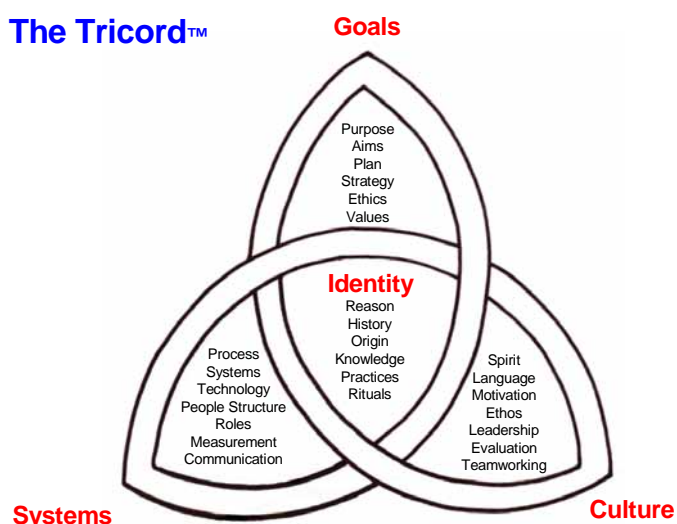 The Tricord™
Goals
Purpose
Aims
Plan
Strategy
Ethics
Values
Identity
Reason
History
Origin
Knowledge
Practices
Rituals
Process
Systems
Technology
People Structure
Roles
Measurement
Communication
Spirit
Language
Motivation
Ethos
Leadership
Evaluation
Teamworking
Systems
Culture